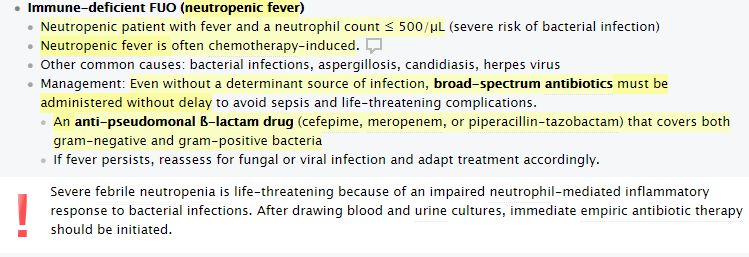 Immune-deficient FUO (neutropenic fever)
Neutropenic patient with fever and a neutrophil count ≤ 500/μL (severe risk of bacterial infection)
Neutropenic fever is often chemotherapy-induced.
Other common causes: bacterial infections, aspergillosis, candidiasis, herpes virus
Management: Even without a determinant source of infection, broad-spectrum antibiotics must be
administered without delay to avoid sepsis and life-threatening complications.
An anti-pseudomonal ß-lactam drug (cefepime, meropenem, or piperacillin-tazobactam) that covers both
gram-negative and gram-positive bacteria
If fever persists, reassess for fungal or viral infection and adapt treatment accordingly.
Severe febrile neutropenia is life-threatening because of an impaired neutrophil-mediated inflammatory
response to bacterial infections. After drawing blood and urine cultures, immediate empiric antibiotic therapy
should be initiated.